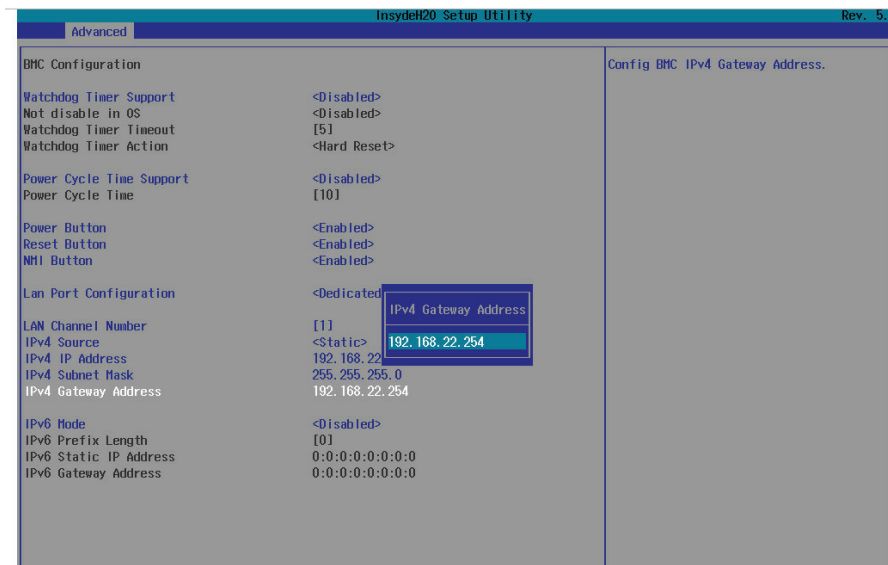 InsydeH20 Setup Utility Rev. 5.
Advanced
BMC Configuration
Config BMC IPv4 Gateway Address.
Watchdog Timer Support <Disabled>
Not disable in OS <Disabled>
Watchdog Timer Timeout [5]
Watchdog Timer Action <Hard Reset>
Power Cycle Time Support <Disabled>
Power Cycle Time [10]
Power Button <Enabled>
Reset Button <Enabled>
NMI Button <Enabled>
Lan Port Configuration <Dedicated
IPv4 Gateway Address
192.168.22.254
LAN Channel Number [1]
IPv4 Source <Static>
IPv4 IP Address 192.168.22
IPv4 Subnet Mask 255.255.255.0
IPv4 Gateway Address 192.168.22.254
IPv6 Mode <Disabled>
IPv6 Prefix Length [0]
IPv6 Static IP Address 0:0:0:0:0:0:0:0
IPv6 Gateway Address 0:0:0:0:0:0:0:0